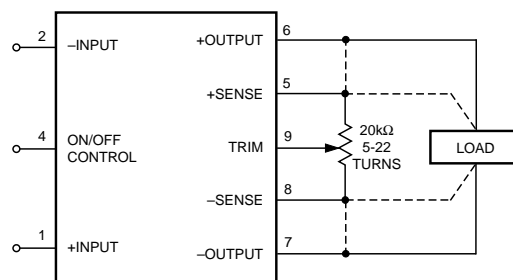 2
–INPUT
+OUTPUT
6
+SENSE
5
4
ON/OFF
CONTROL
TRIM
9
20kΩ
5-22
TURNS
LOAD
–SENSE
8
1
+INPUT
–OUTPUT
7